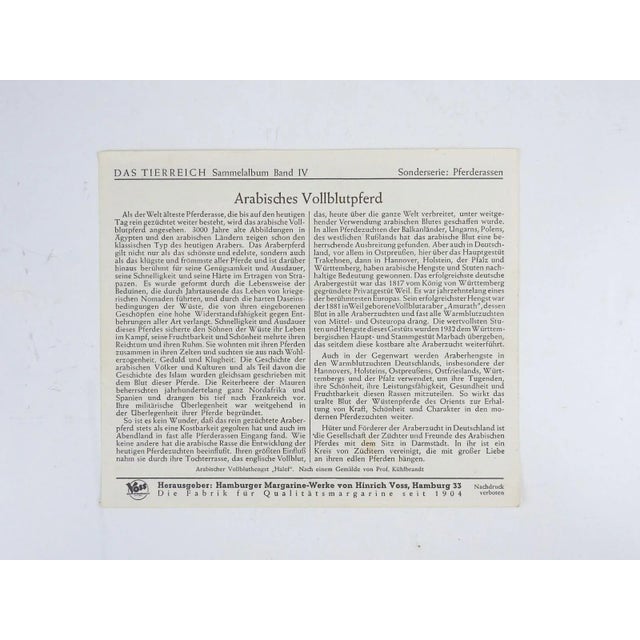 DAS TIERREICH Sammelalbum Band IV Sonderserie: Pferderassen
Arabisches Vollblutpferd
Als der Welt älteste Pferderasse, die bis auf den heutigen
Tag rein gezüchtet weiter besteht, wird das arabische Voll-
blutpferd angesehen. 3000 Jahre alte Abbildungen in
Ägypten und den arabischen Ländern zeigen schon den
klassischen Typ des heutigen Arabers. Das Araberpferd
gilt nicht nur als das schönste und edelste, sondern auch
als das klügste und frömmste aller Pferde und ist darüber
hinaus berühmt für seine Genügsamkeit und Ausdauer,
seine Schnelligkeit und seine Härte im Ertragen von Stra-
pazen. Es wurde geformt durch die Lebensweise der
Beduinen, die durch Jahrtausende das Leben von kriege-
rischen Nomaden führten, und durch die harten Daseins-
bedingungen der Wüste, die von ihren eingeborenen
Geschöpfen eine hohe Widerstandsfähigkeit gegen Ent-
behrungen aller Art verlangt. Schnelligkeit und Ausdauer
dieses Pferdes sicherte den Söhnen der Wüste ihr Leben
im Kampf, seine Fruchtbarkeit und Schönheit mehrte ihren
Reichtum und ihren Ruhm. Sie wohnten mit ihren Pferden
zusammen in ihren Zelten und suchten sie aus nach Wohl-
erzogenheit, Geduld und Klugheit. Die Geschichte der
arabischen Völker und Kulturen und als Teil davon die
Geschichte des Islam wurden gleichsam geschrieben mit
dem Blut dieser Pferde. Die Reiterheere der Mauren
beherrschten jahrhundertelang ganz Nordafrika und
Spanien und drangen bis tief nach Frankreich vor.
Ihre militärische Überlegenheit war weitgehend in
der Überlegenheit ihrer Pferde begründet.
So ist es kein Wunder, daß das rein gezüchtete Araber-
pferd stets als eine Kostbarkeit gegolten hat und auch im
Abendland in fast alle Pferderassen Eingang fand. Wie
keine andere hat die arabische Rasse die Entwicklung der
heutigen Pferdezuchten beeinflußt. Ihren größten Einfluß
nahm sie durch ihre Tochterrasse, das englische Vollblut,
das, heute über die ganze Welt verbreitet, unter weitge-
hender Verwendung arabischen Blutes geschaffen wurde.
In allen Pferdezuchten der Balkanländer, Ungarns, Polens,
des westlichen Rußlands hat das arabische Blut eine be-
herrschende Ausbreitung gefunden. Aber auch in Deutsch-
land, vor allem in Ostpreußen, hier über das Hauptgestüt
Trakehnen, dann in Hannover, Holstein, der Pfalz und
Württemberg, haben arabische Hengste und Stuten nach-
haltige Bedeutung gewonnen. Das erfolgreichste deutsche
Arabergestüt war das 1817 vom König von Württemberg
gegründete Privatgestüt Weil. Es war jahrzehntelang eines
der berühmtesten Europas. Sein erfolgreichster Hengst war
der 1881 in Weil geborene Vollblutaraber „Amurath", dessen
Blut in alle Araberzuchten und fast alle Warmblutzuchten
von Mittel- und Osteuropa drang. Die wertvollsten Stu-
ten und Hengste dieses Gestüts wurden 1932 dem Württem-
bergischen Haupt- und Stammgestüt Marbach übergeben,
das seitdem diese kostbare alte Araberzucht weiterführt.
Auch in der Gegenwart werden Araberhengste in
den Warmblutzuchten Deutschlands, insbesondere der
Hannovers, Holsteins, Ostpreußens, Ostfrieslands, Würt-
tembergs und der Pfalz verwendet, um ihre Tugenden,
ihre Schönheit, ihre Leistungsfähigkeit, Gesundheit und
Fruchtbarkeit diesen Rassen mitzuteilen. So wirkt das
uralte Blut der Wüstenpferde des Orients zur Erhal-
tung von Kraft, Schönheit und Charakter in den mo-
dernen Pferdezuchten weiter.
Hüter und Förderer der Araberzucht in Deutschland ist
die Gesellschaft der Züchter und Freunde des Arabischen
Pferdes mit dem Sitz in Darmstadt. In ihr ist ein
Kreis von Züchtern vereinigt, die mit großer Liebe
an ihren edlen Pferden hängen.
Arabischer Vollbluthengst „Halef". Nach einem Gemälde von Prof. Kühlbrandt
Voss
Herausgeber: Hamburger Margarine-Werke von Hinrich Voss, Hamburg 33
Die Fabrik für Qualitätsmargarine seit 1904
Nachdruck
verboten